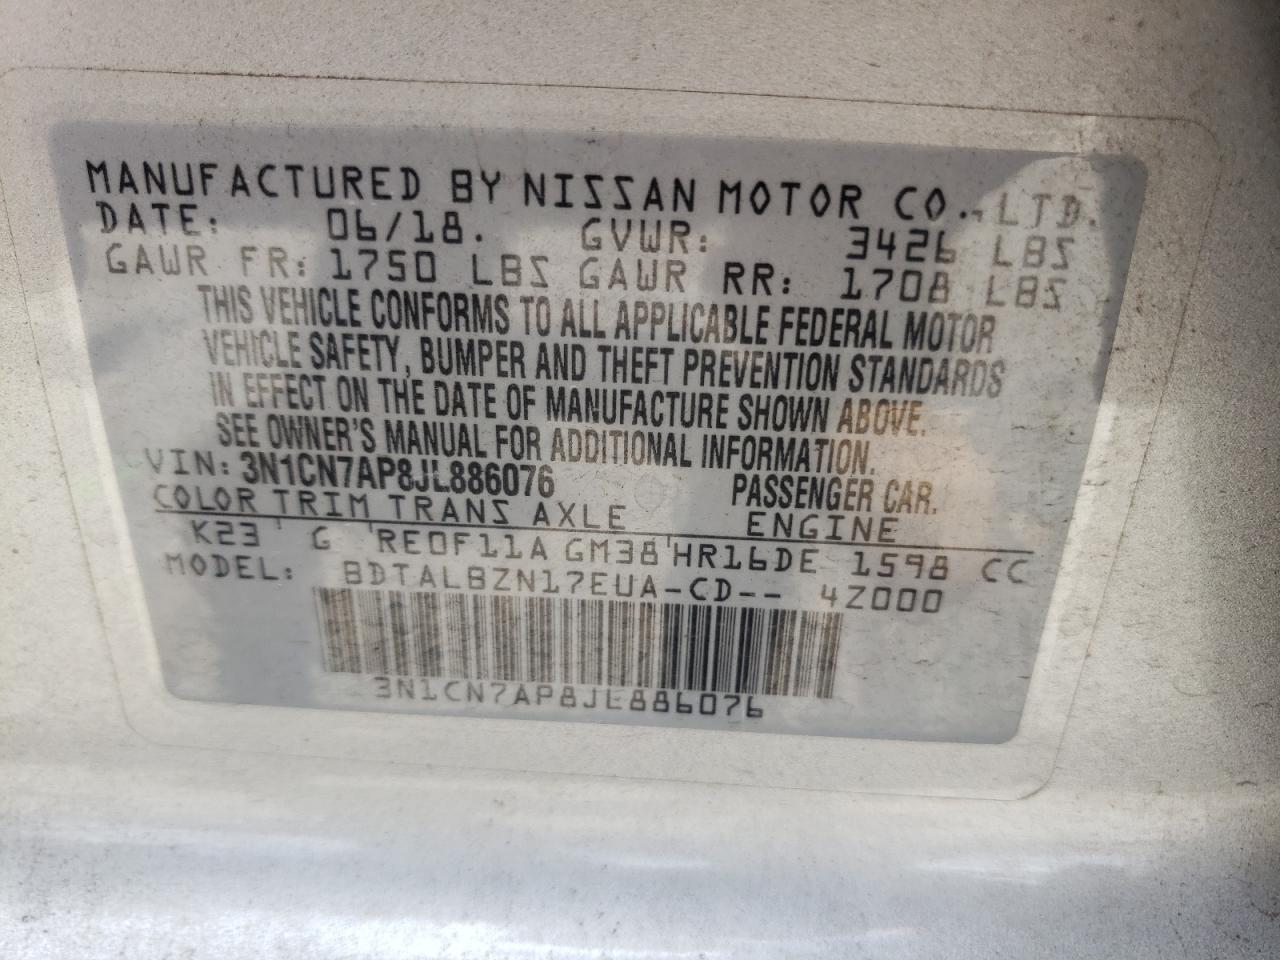 MANUFACTURED BY NISSAN MOTOR CO., LTD.
DATE: 06/18. GVWR: 3426 LBS
GAWR FR: 1750 LBS GAWR RR: 1708 LBS
THIS VEHICLE CONFORMS TO ALL APPLICABLE FEDERAL MOTOR
VEHICLE SAFETY, BUMPER AND THEFT PREVENTION STANDARDS
IN EFFECT ON THE DATE OF MANUFACTURE SHOWN ABOVE.
SEE OWNER'S MANUAL FOR ADDITIONAL INFORMATION.
VIN: 3N1CN7AP8JL886076 PASSENGER CAR.
COLOR TRIM TRANS AXLE ENGINE
K23 G RE0F11A GM38 HR16DE 1598 CC
MODEL: BDTALBZN17EUA-CD-- 4Z000
3N1CN7AP8JL886076